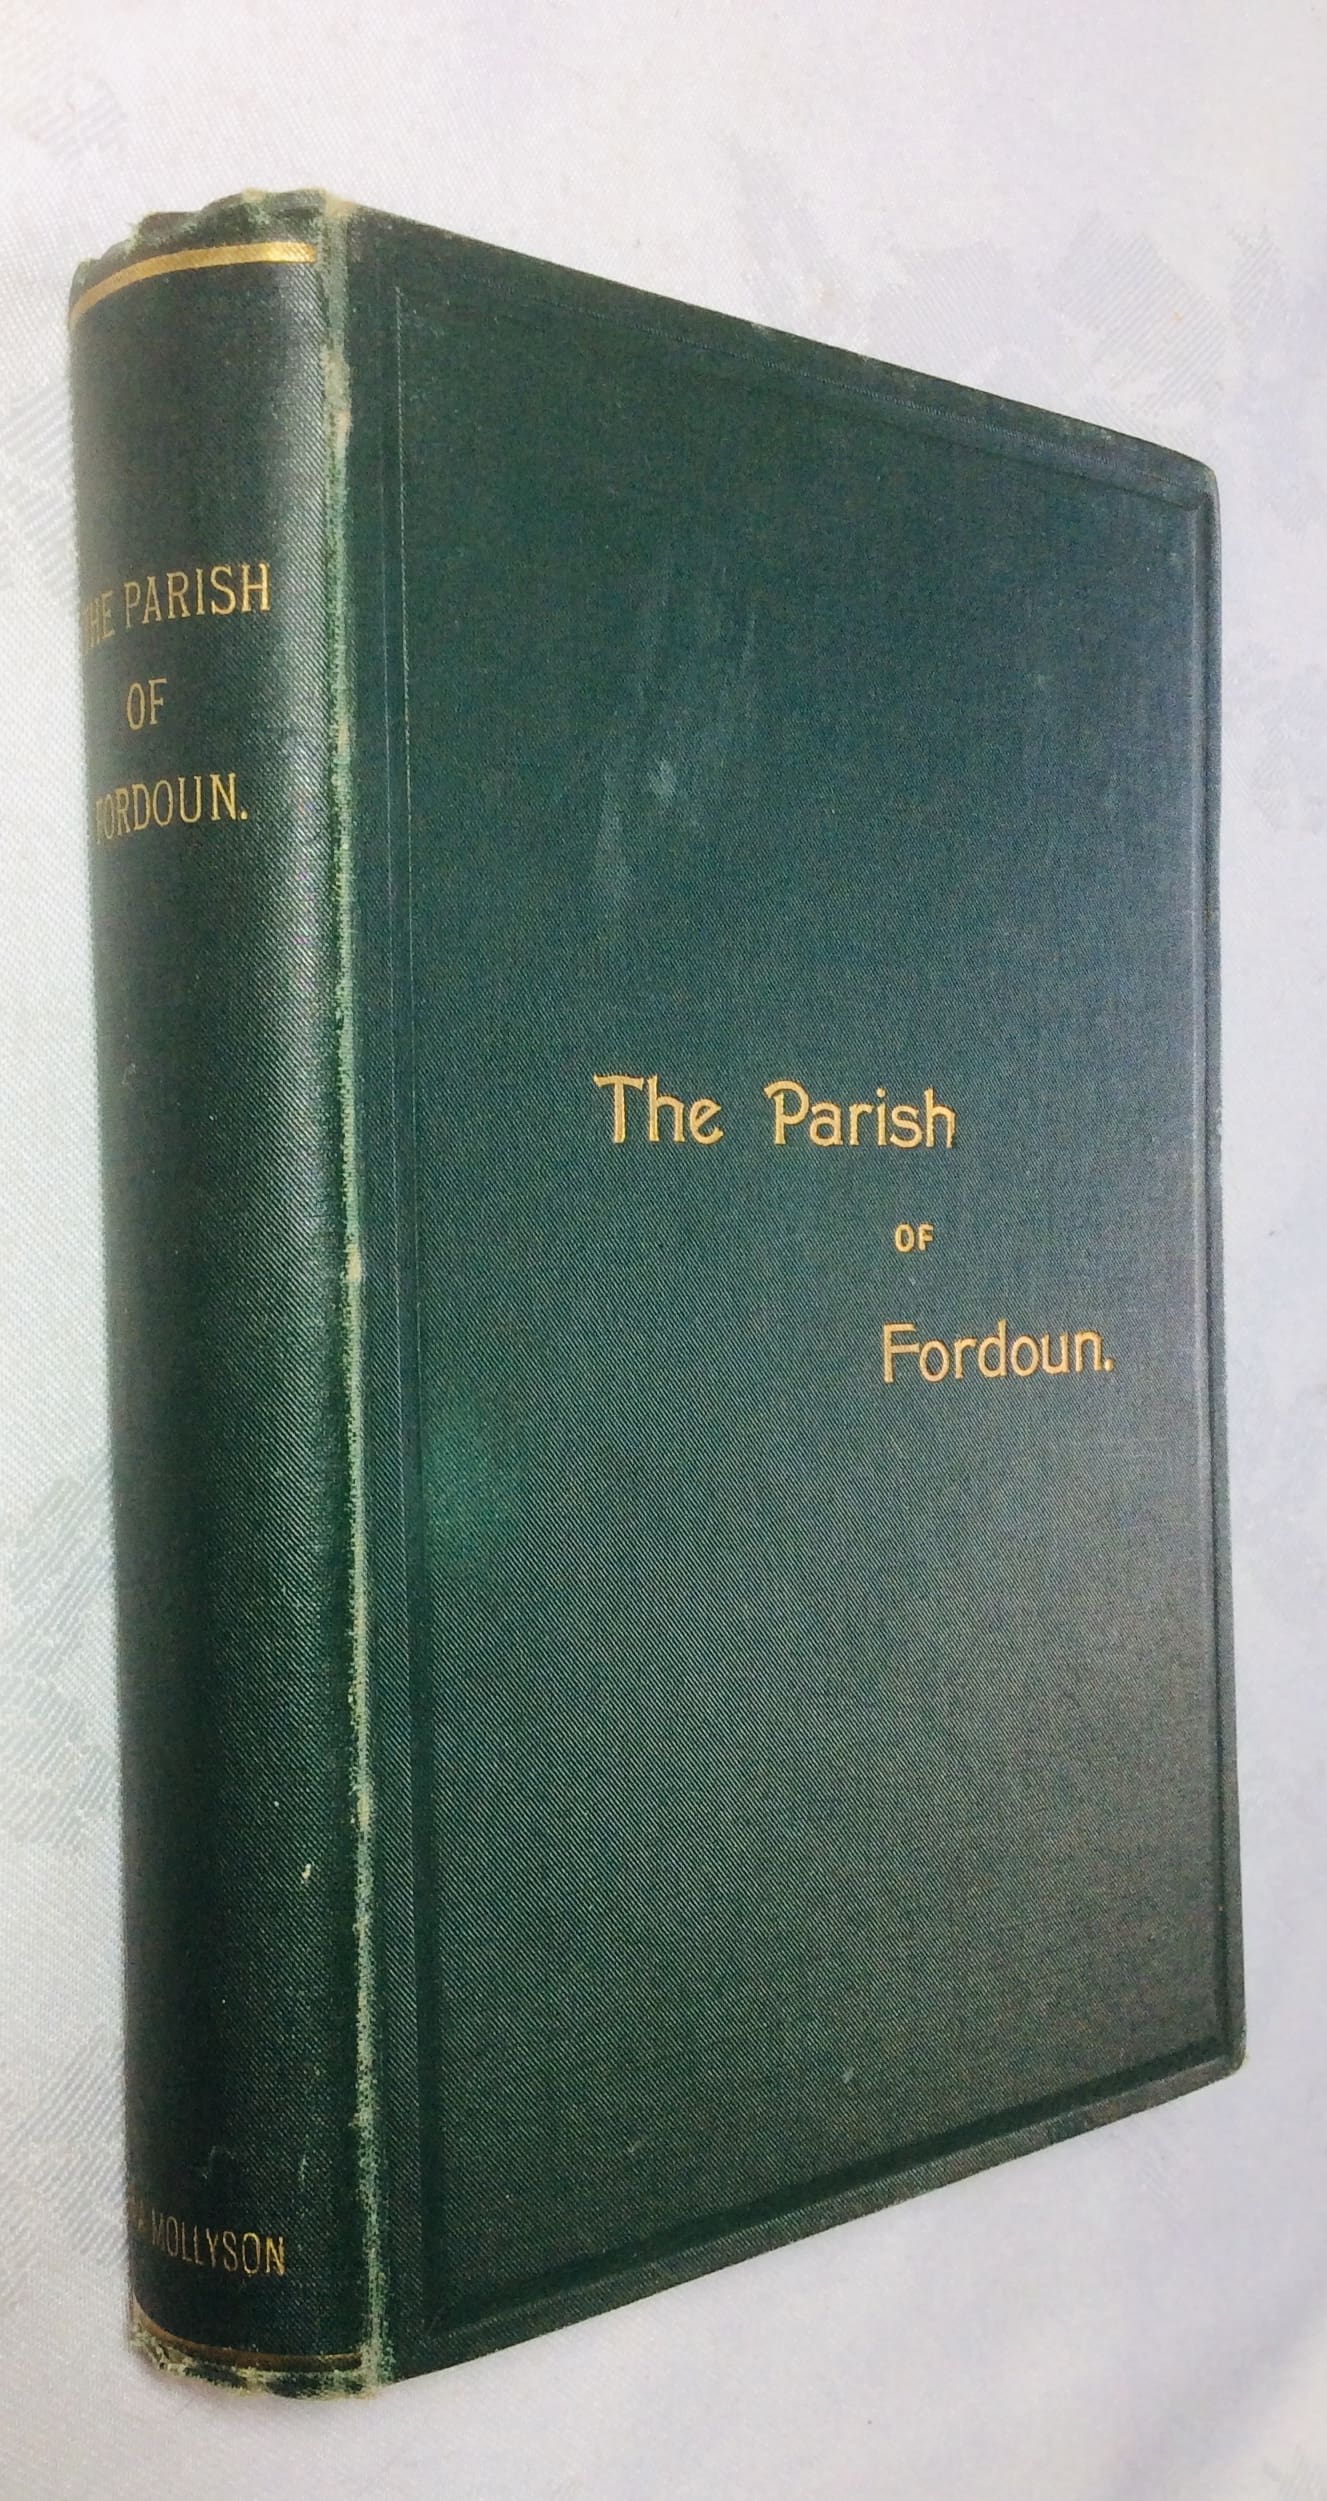 THE PARISH
OF
FORDOUN.
MOLLYSON
The Parish
OF
Fordoun.